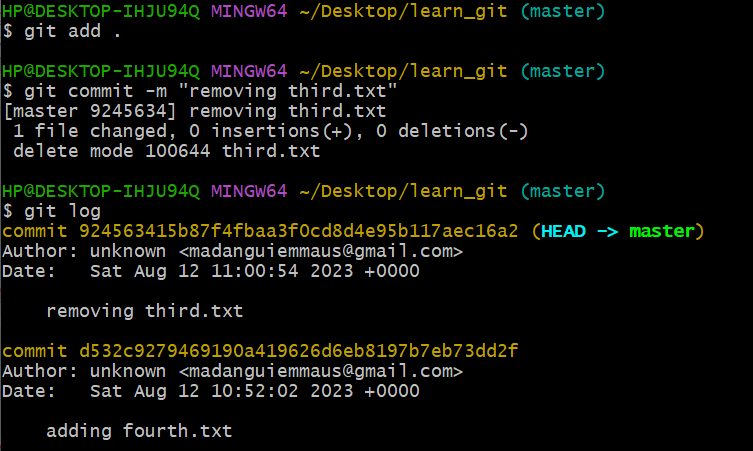 HP@DESKTOP-IHJU94Q MINGW64 ~/Desktop/learn_git (master)
$ git add .
HP@DESKTOP-IHJU94Q MINGW64 ~/Desktop/learn_git (master)
$ git commit -m "removing third.txt"
[master 9245634] removing third.txt
 1 file changed, 0 insertions(+), 0 deletions(-)
 delete mode 100644 third.txt
HP@DESKTOP-IHJU94Q MINGW64 ~/Desktop/learn_git (master)
$ git log
commit 924563415b87f4fbaa3f0cd8d4e95b117aec16a2 (HEAD -> master)
Author: unknown <madanguiemmaus@gmail.com>
Date:   Sat Aug 12 11:00:54 2023 +0000
    removing third.txt
commit d532c9279469190a419626d6eb8197b7eb73dd2f
Author: unknown <madanguiemmaus@gmail.com>
Date:   Sat Aug 12 10:52:02 2023 +0000
    adding fourth.txt